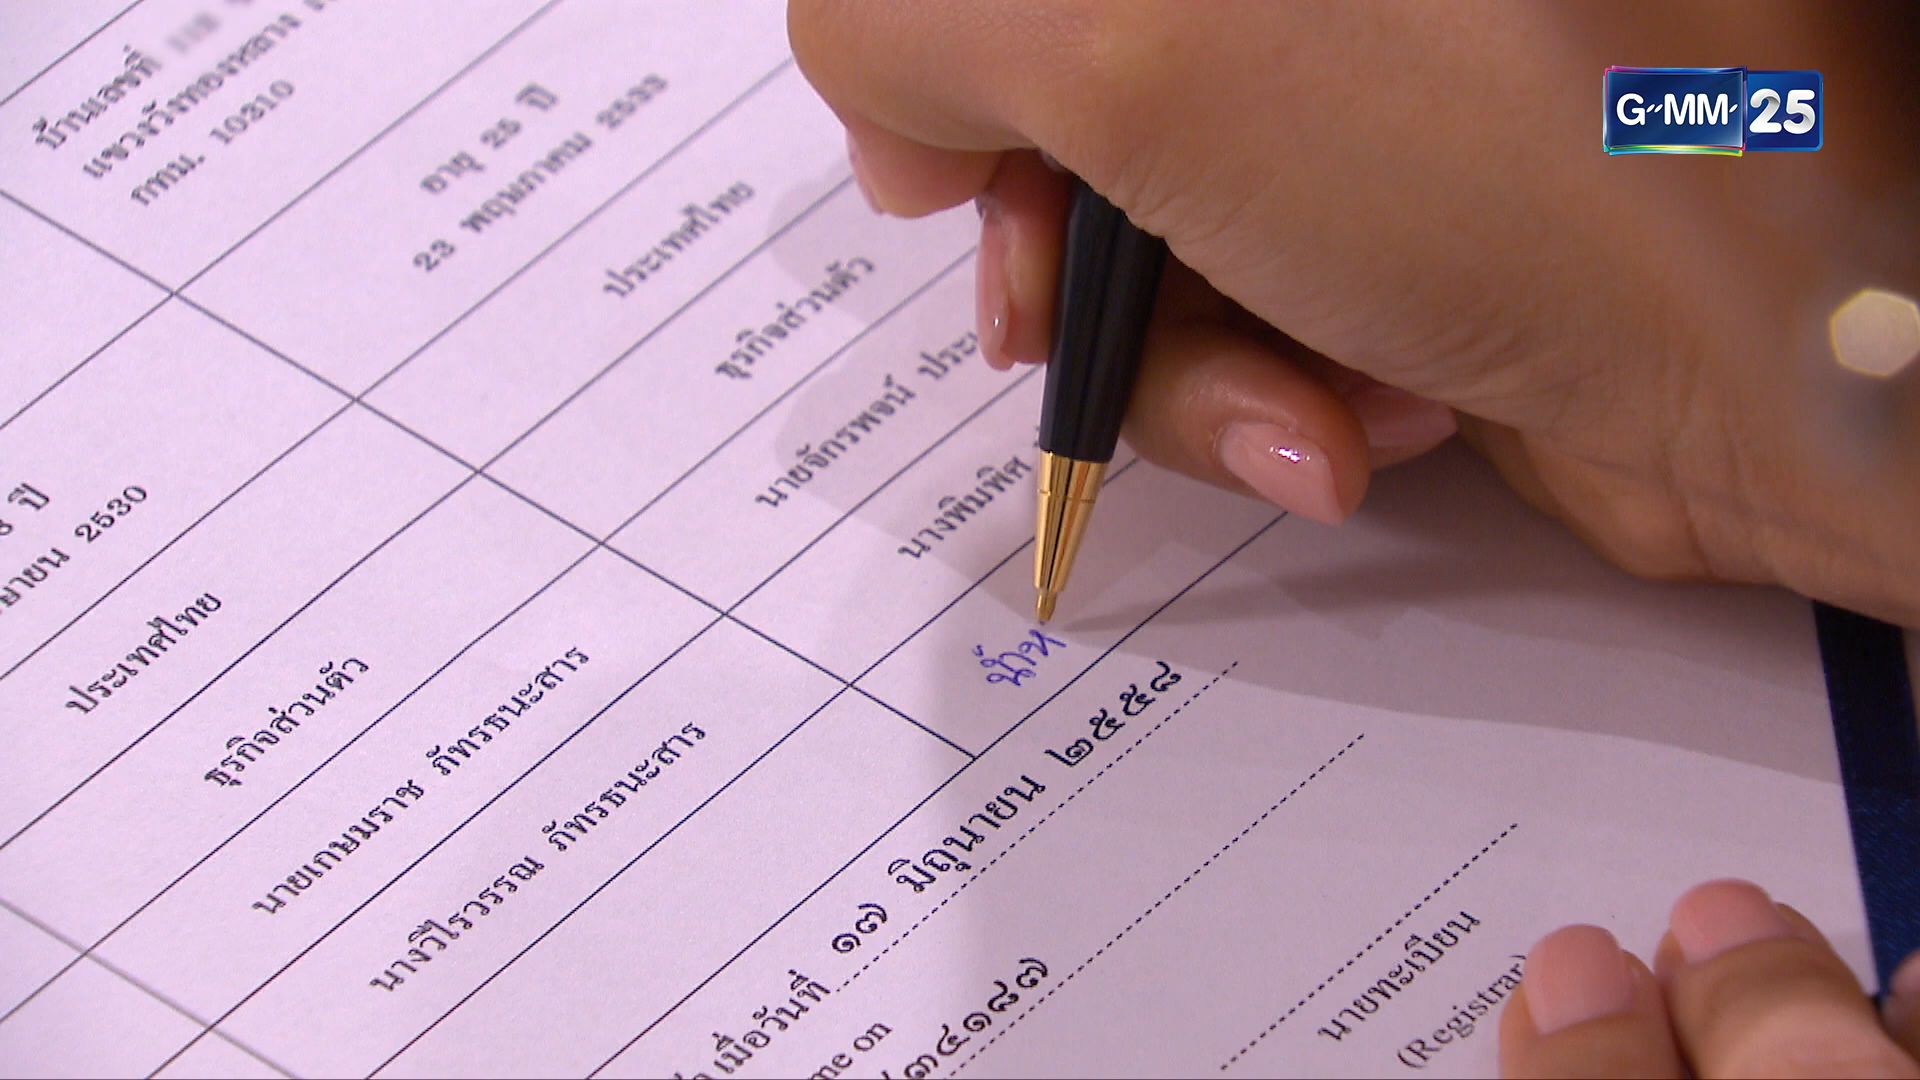 GMM 25
บ้านเลขที่
แขวงวังทองหลาง
กทม. 10310
อายุ 25 ปี
23 พฤษภาคม 2533
ประเทศไทย
ธุรกิจส่วนตัว
นายจักรพจน์
นางพิมพิศ
น้ำท
ปี
2530
ประเทศไทย
ธุรกิจส่วนตัว
นายเกษมราช ภัทรธนะสาร
นางวิไรวรรณ ภัทรธนะสาร
เมื่อวันที่ ๑๗ มิถุนายน ๒๕๕๘
me on
๓๔๑๘๗
นายทะเบียน
(Registrar)